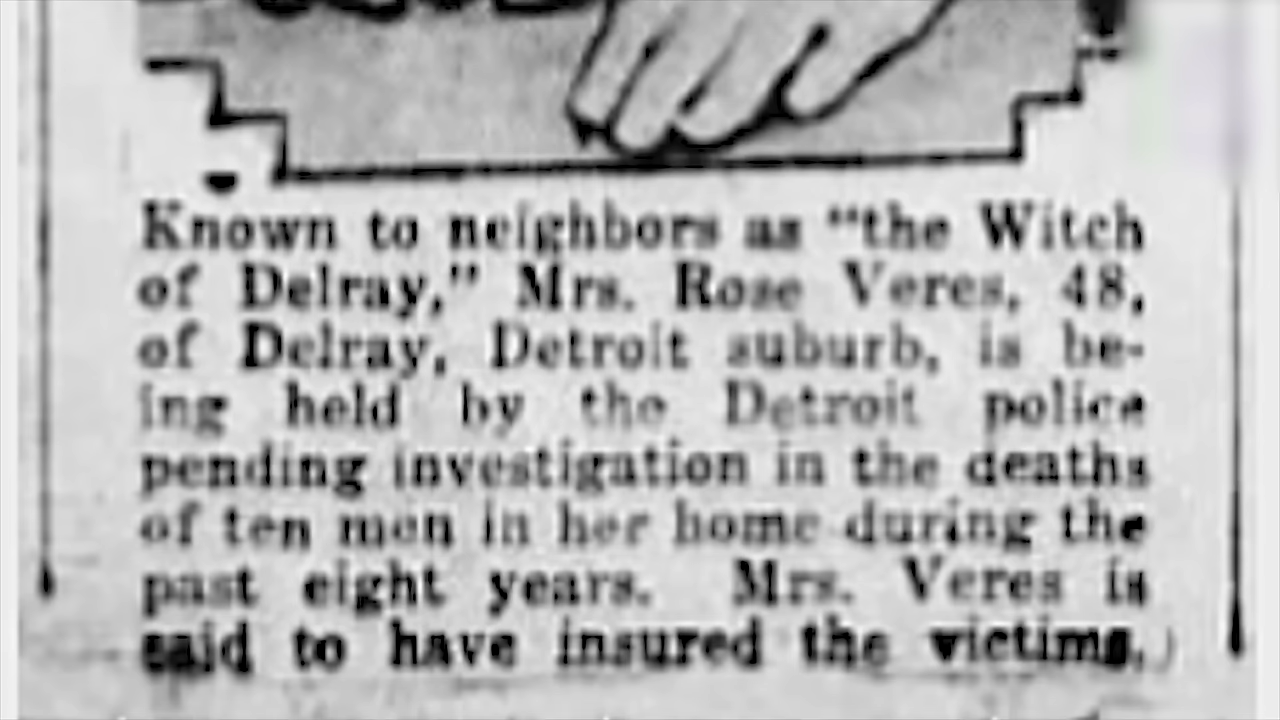 Known to neighbors as "the Witch
of Delray," Mrs. Rose Veres, 48,
of Delray, Detroit suburb, is be-
ing held by the Detroit police
pending investigation in the deaths
of ten men in her home during the
past eight years. Mrs. Veres is
said to have insured the victims.